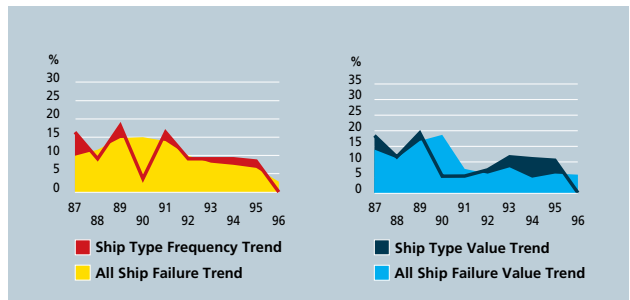 %
30
25
20
15
10
5
0
87 89 91 93 95
88 90 92 94 96
Ship Type Frequency Trend
All Ship Failure Trend
%
35
30
25
20
15
10
5
0
87 89 91 93 95
88 90 92 94 96
Ship Type Value Trend
All Ship Failure Value Trend